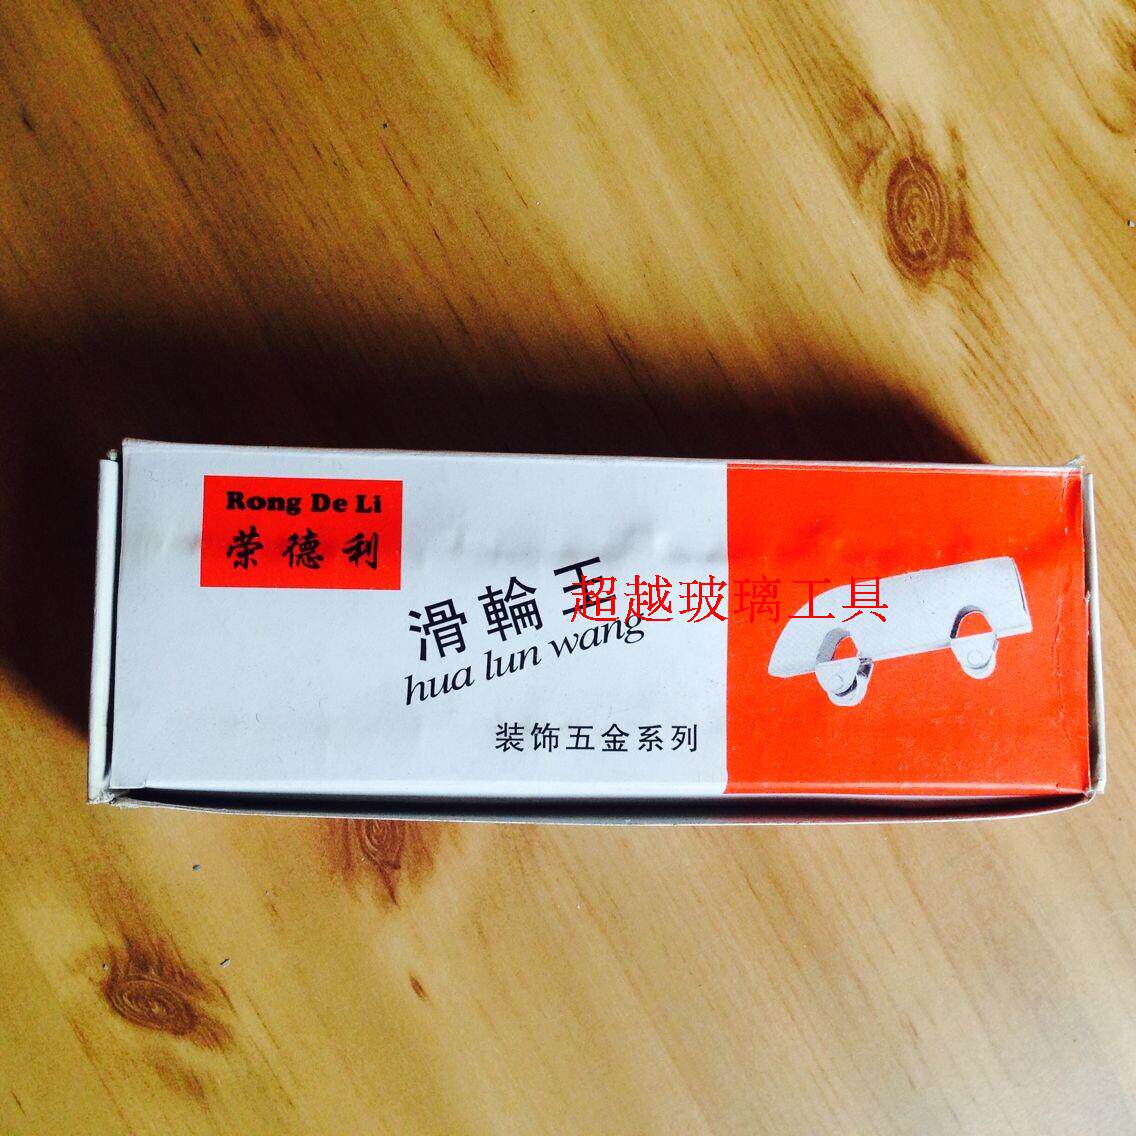 Rong De Li
荣德利
滑輪王
超越玻璃工具
hua lun wang
装饰五金系列